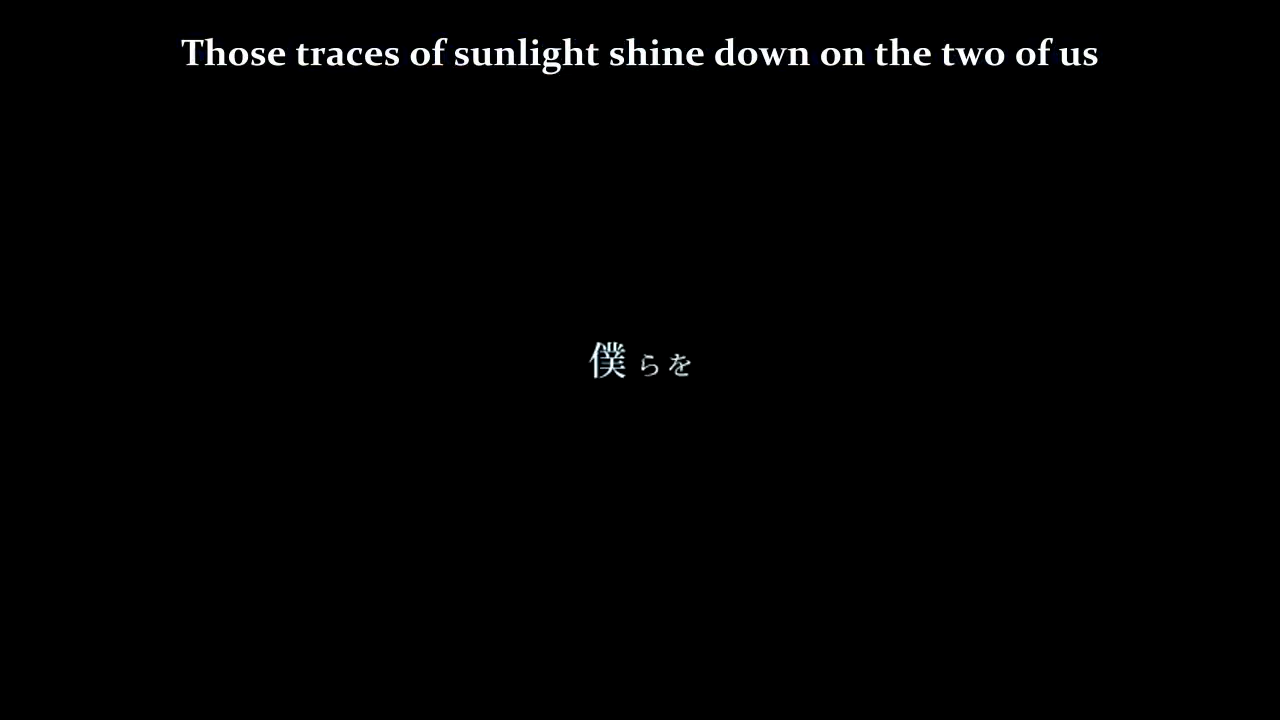 Those traces of sunlight shine down on the two of us
僕らを